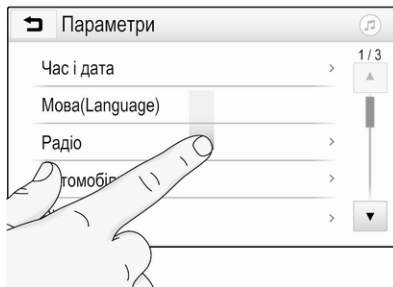 Параметри
1 / 3
Час і дата
Мова(Language)
Радіо